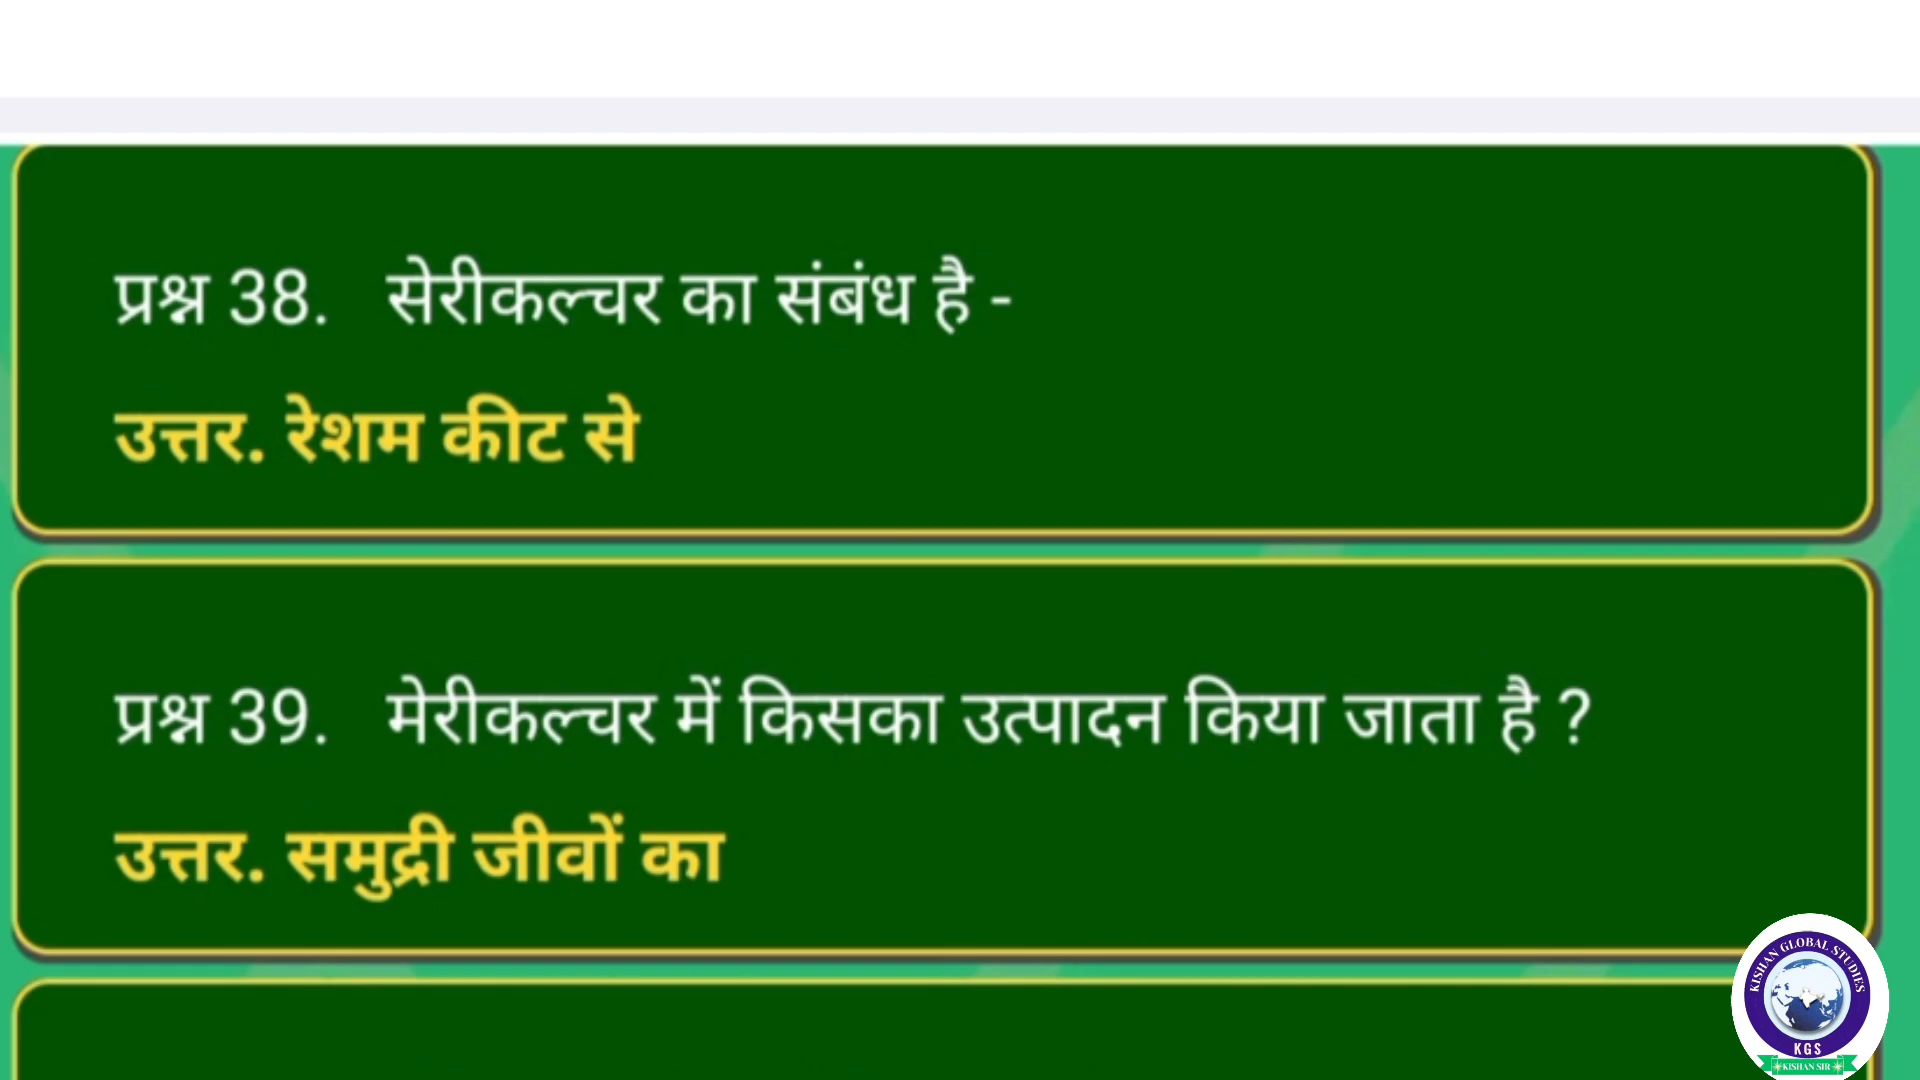 प्रश्न 38. सेरीकल्चर का संबंध है -
उत्तर. रेशम कीट से
प्रश्न 39. मेरीकल्चर में किसका उत्पादन किया जाता है ?
उत्तर. समुद्री जीवों का
KISHAN GLOBAL STUDIES
KGS
KISHAN SIR